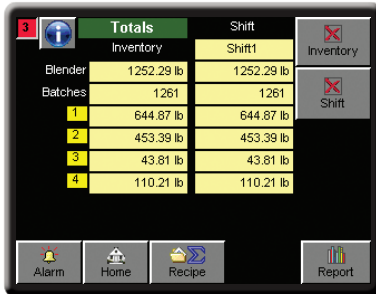 3 Totals Shift
Inventory Shift1 Inventory
Blender 1252.29 lb 1252.29 lb
Batches 1261 1261 Shift
1 644.87 lb 644.87 lb
2 453.39 lb 453.39 lb
3 43.81 lb 43.81 lb
4 110.21 lb 110.21 lb
Alarm Home Recipe Report